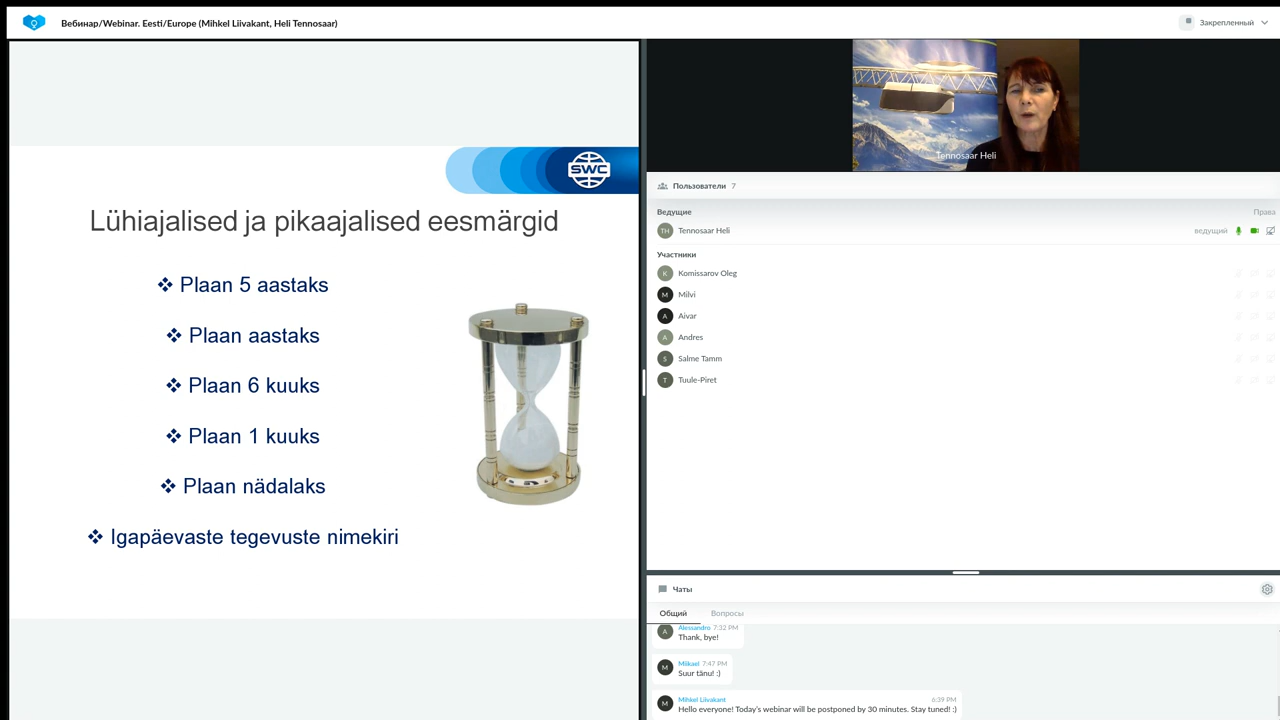 Вебинар/Webinar. Eesti/Europe (Mihkel Liivakant, Heli Tennosaar)
Закрепленный
SWC
Lühiajalised ja pikaajalised eesmärgid
❖ Plaan 5 aastaks
❖ Plaan aastaks
❖ Plaan 6 kuuks
❖ Plaan 1 kuuks
❖ Plaan nädalaks
❖ Igapäevaste tegevuste nimekiri
Tennosaar Heli
Пользователи 7
Ведущие Права
TH Tennosaar Heli ведущий
Участники
K Komissarov Oleg
M Milvi
A Aivar
A Andres
S Salme Tamm
T Tuule-Piret
Чаты
Общий Вопросы
Alessandro 7:32 PM
A Thank, bye!
Miikael 7:47 PM
M Suur tänu! :)
Mihkel Liivakant 6:39 PM
M Hello everyone! Today's webinar will be postponed by 30 minutes. Stay tuned! :)